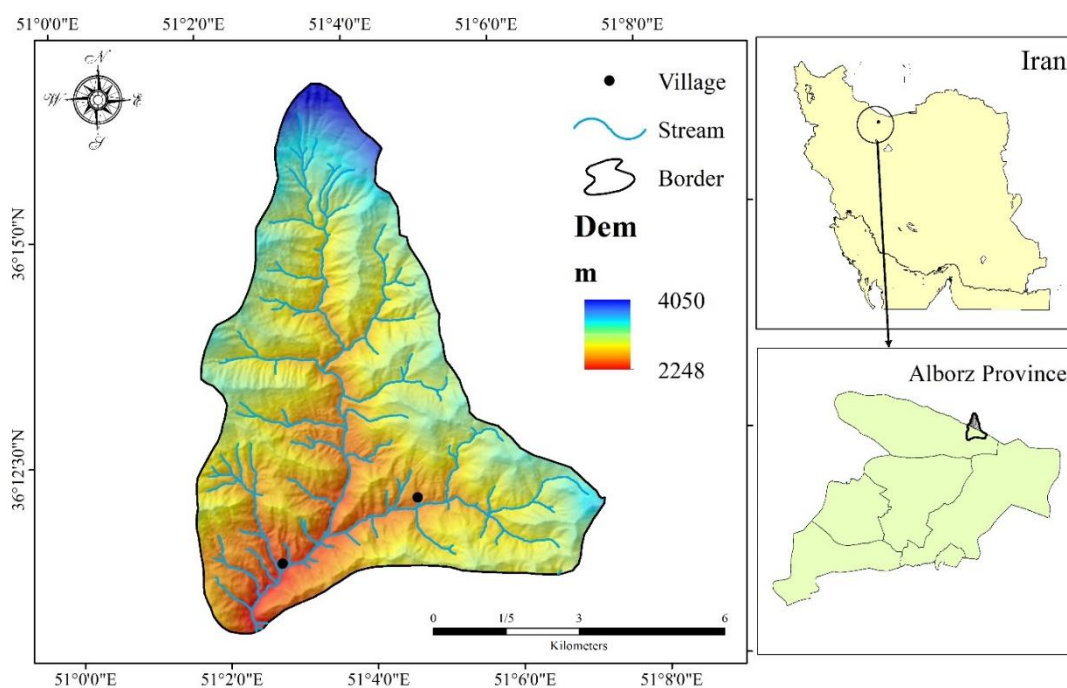 51°0'0"E 51°2'0"E 51°4'0"E 51°6'0"E 51°8'0"E
N
W E
S
Village
Stream
Border
Dem
m
4050
2248
36°15'0"N
36°12'30"N
0 1/5 3 6
Kilometers
51°0'0"E 51°2'0"E 51°4'0"E 51°6'0"E 51°8'0"E
Iran
Alborz Province